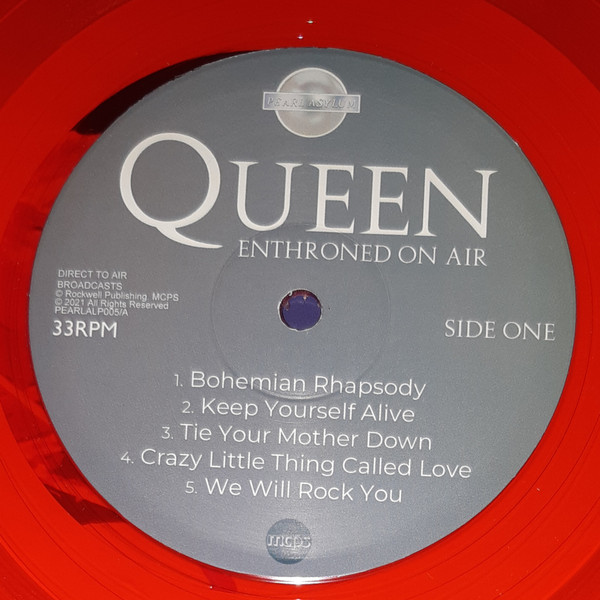 PEARL ASYLUM
QUEEN
ENTHRONED ON AIR
DIRECT TO AIR
BROADCASTS
© Rockwell Publishing, MCPS
© 2021 All Rights Reserved
PEARLALP005/A
33RPM
SIDE ONE
1. Bohemian Rhapsody
2. Keep Yourself Alive
3. Tie Your Mother Down
4. Crazy Little Thing Called Love
5. We Will Rock You
mcps